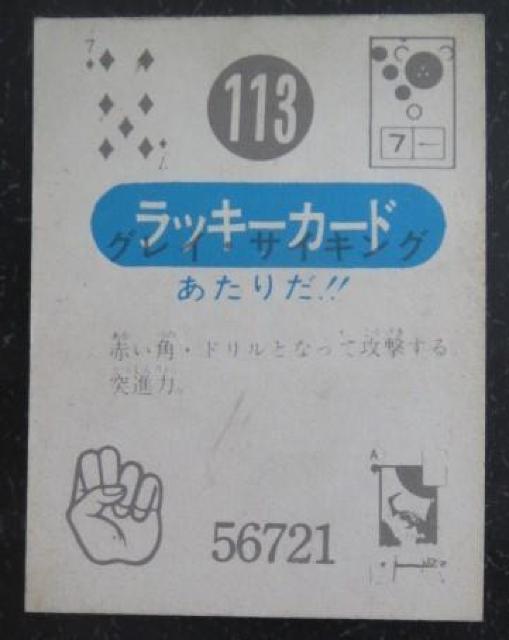 7
113
7 一
ラッキーカード
グレイ・サイキング
あたりだ!!
赤い角・ドリルとなって攻撃する
突進力。
56721
A